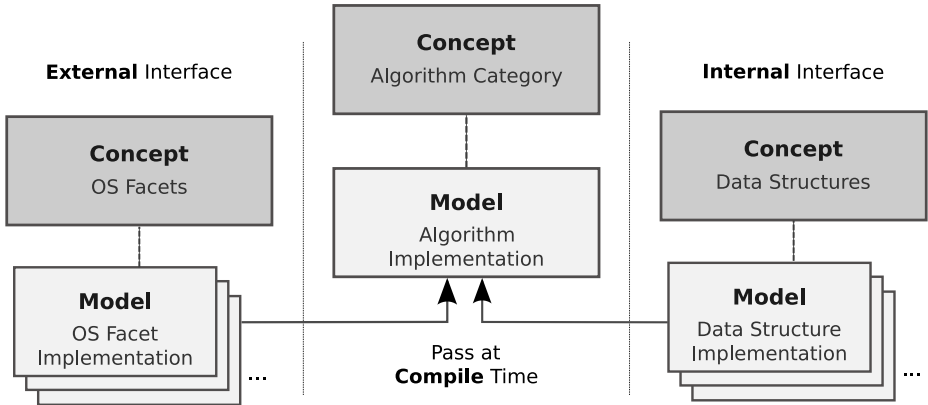 External Interface
Concept
OS Facets
Model
OS Facet
Implementation
...
Concept
Algorithm Category
Model
Algorithm
Implementation
Pass at
Compile Time
Internal Interface
Concept
Data Structures
Model
Data Structure
Implementation
...